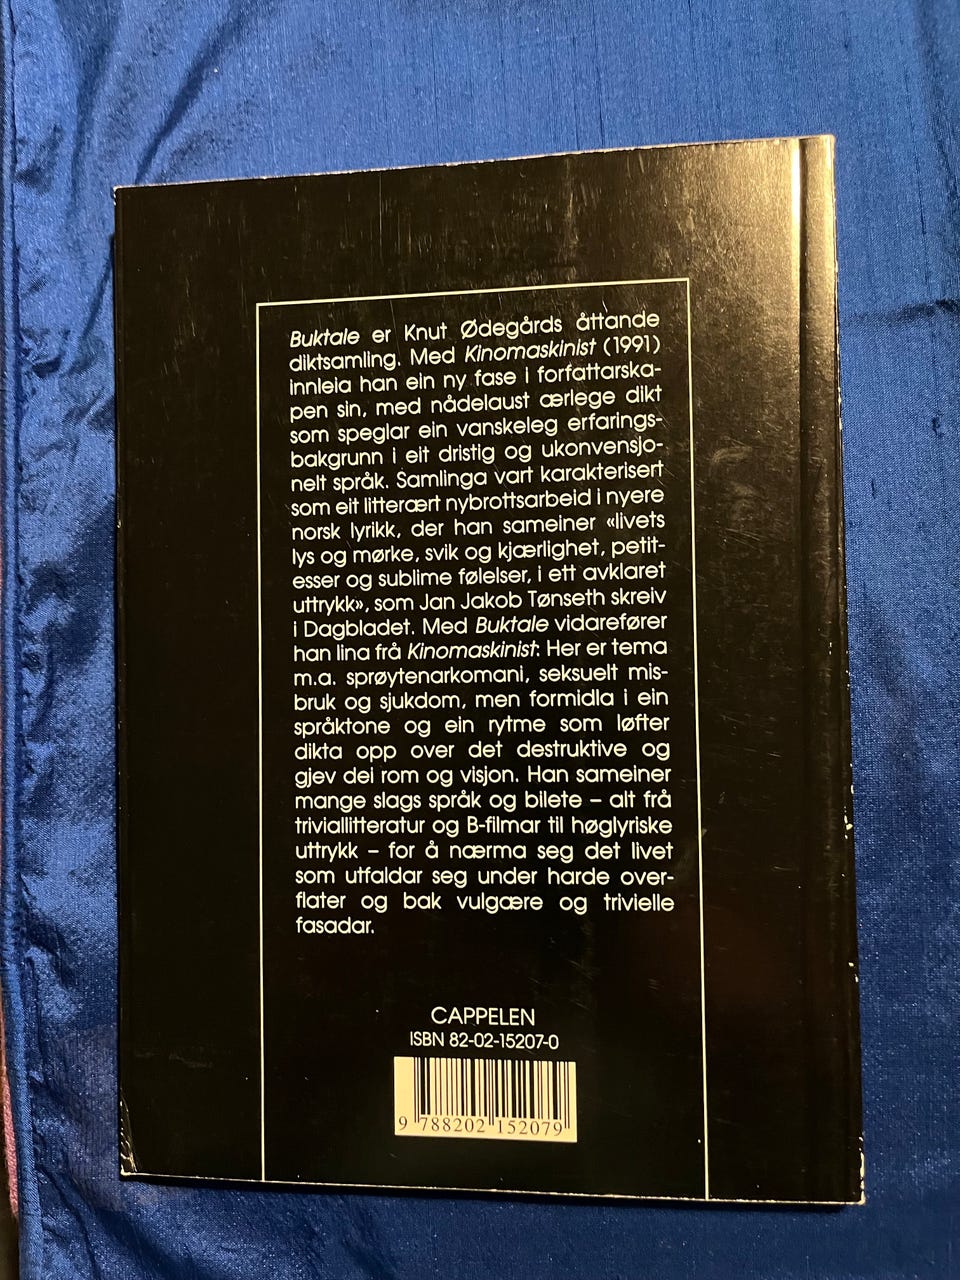 Buktale er Knut Ødegårds åttande
diktsamling. Med Kinomaskinist (1991)
innleia han ein ny fase i forfattarska-
pen sin, med nådelaust ærlege dikt
som speglar ein vanskeleg erfarings-
bakgrunn i eit dristig og ukonvensjo-
nelt språk. Samlinga vart karakterisert
som eit litterært nybrottsarbeid i nyere
norsk lyrikk, der han sameiner «livets
lys og mørke, svik og kjærlighet, petit-
esser og sublime følelser, i ett avklaret
uttrykk», som Jan Jakob Tønseth skreiv
i Dagbladet. Med Buktale vidarefører
han lina frå Kinomaskinist: Her er tema
m.a. sprøytenarkomani, seksuelt mis-
bruk og sjukdom, men formidla i ein
språktone og ein rytme som løfter
dikta opp over det destruktive og
gjev dei rom og visjon. Han sameiner
mange slags språk og bilete – alt frå
triviallitteratur og B-filmar til høglyriske
uttrykk – for å nærma seg det livet
som utfaldar seg under harde over-
flater og bak vulgære og trivielle
fasadar.
CAPPELEN
ISBN 82-02-15207-0
9 788202 152079